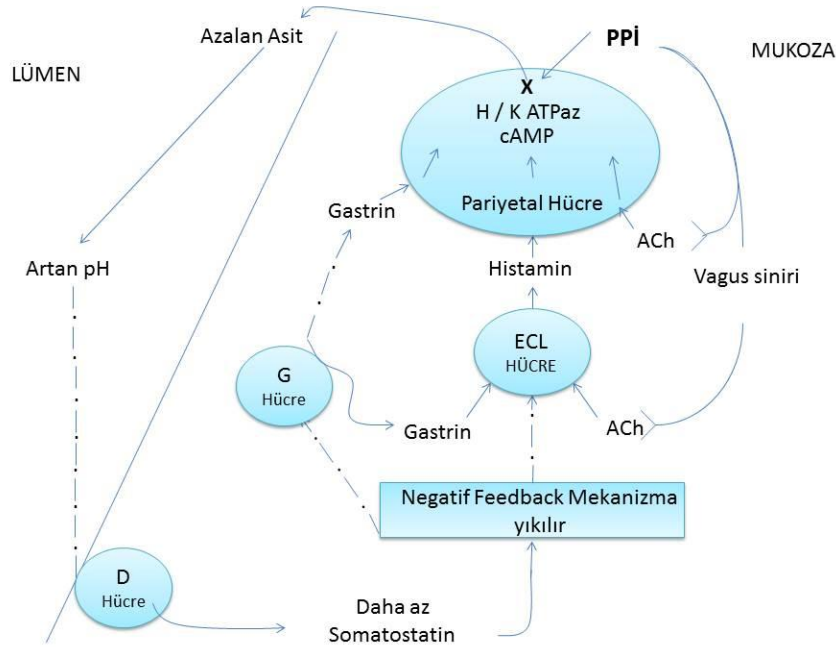 Azalan Asit
PPİ
MUKOZA
LÜMEN
X
H / K ATPaz
cAMP
Pariyetal Hücre
Gastrin
ACh
Artan pH
Histamin
Vagus siniri
ECL
HÜCRE
G
Hücre
Gastrin
ACh
Negatif Feedback Mekanizma
yıkılır
D
Hücre
Daha az
Somatostatin